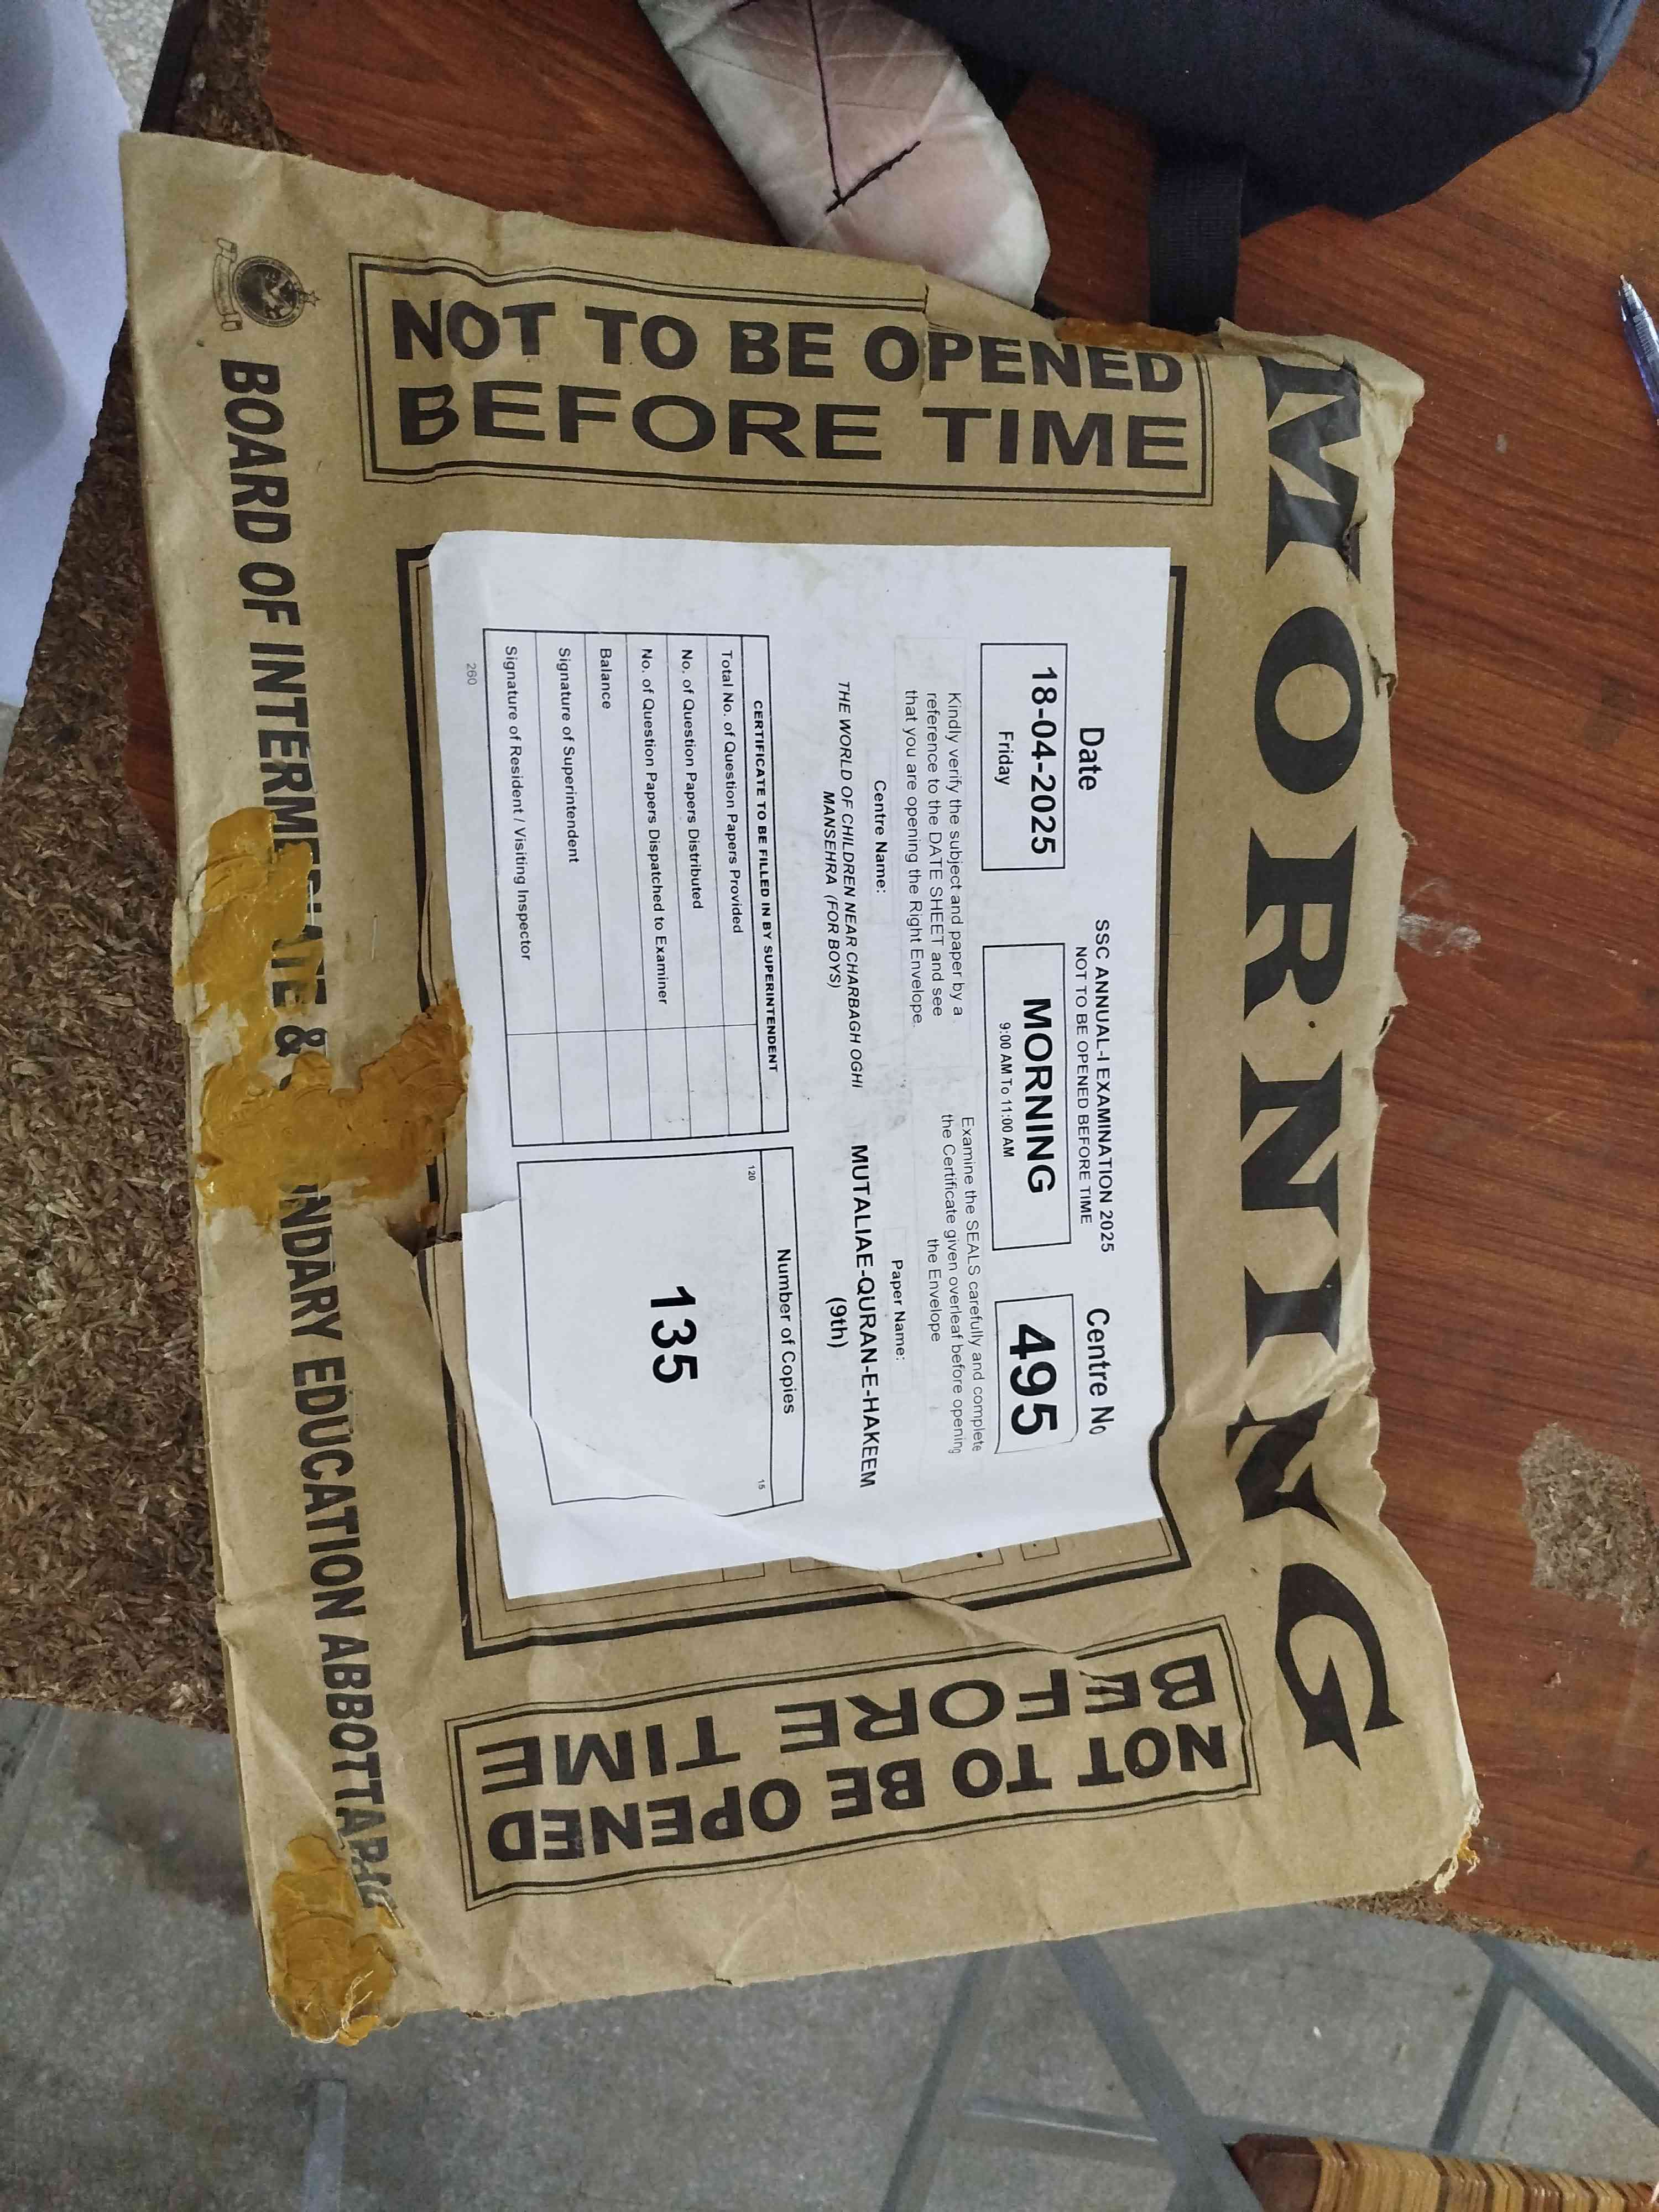 MORNING
NOT TO BE OPENED
BEFORE TIME
Date
18-04-2025
Friday
SSC ANNUAL-I EXAMINATION 2025
NOT TO BE OPENED BEFORE TIME
MORNING
9:00 AM To 11:00 AM
Centre No
495
Kindly verify the subject and paper by a
reference to the DATE SHEET and see
that you are opening the Right Envelope.
Examine the SEALS carefully and complete
the Certificate given overleaf before opening
the Envelope
Centre Name:
THE WORLD OF CHILDREN NEAR CHARBAGH OGHI
MANSEHRA (FOR BOYS)
Paper Name:
MUTALIAE-QURAN-E-HAKEEM
(9th)
CERTIFICATE TO BE FILLED IN BY SUPERINTENDENT
Total No. of Question Papers Provided
No. of Question Papers Distributed
No. of Question Papers Dispatched to Examiner
Balance
Signature of Superintendent
Signature of Resident / Visiting Inspector
260
Number of Copies
120
15
135
NOT TO BE OPENED
BEFORE TIME
BOARD OF INTERMEDIATE & NDARY EDUCATION ABBOTTABAD